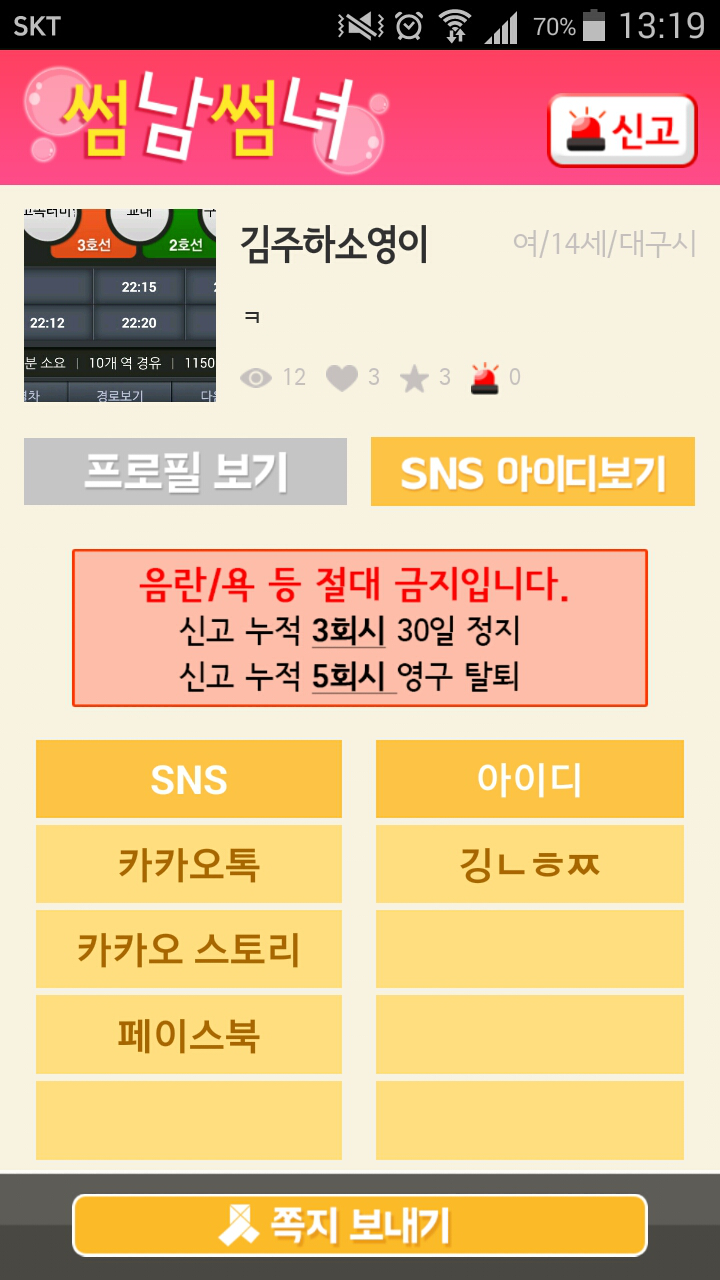 SKT 70% 13:19
썸남썸녀
신고
3호선 2호선
22:15
22:12 22:20
분 소요 | 10개 역 경유 | 1150
경로보기
김주하소영이
여/14세/대구시
ㅋ
12 3 3 0
프로필 보기
SNS 아이디보기
음란/욕 등 절대 금지입니다.
신고 누적 3회시 30일 정지
신고 누적 5회시 영구 탈퇴
SNS 아이디
카카오톡 깅ㄴㅎㅉ
카카오 스토리
페이스북
쪽지 보내기